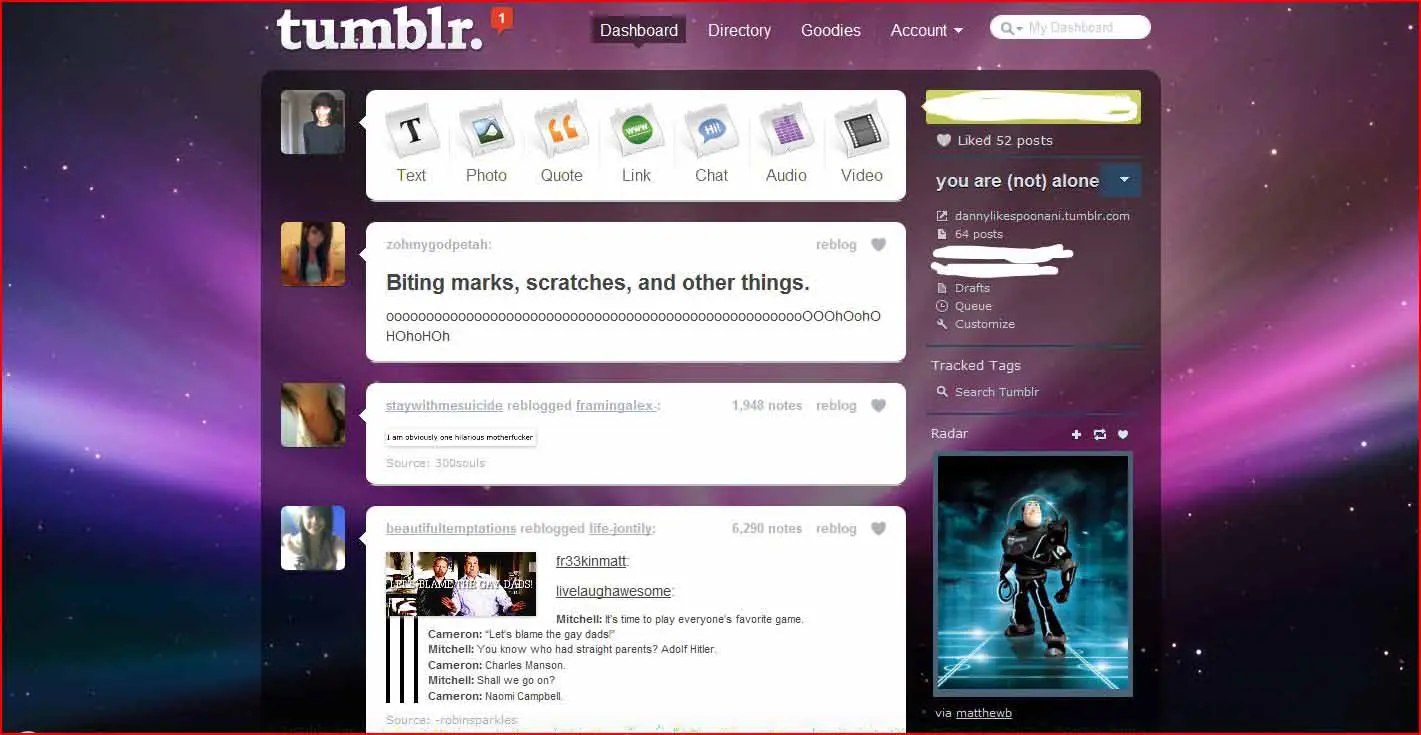 tumblr. 1
Dashboard Directory Goodies Account My Dashboard
Text Photo Quote Link Chat Audio Video
Liked 52 posts
you are (not) alone
dannylikespoonani.tumblr.com
64 posts
Drafts
Queue
Customize
Tracked Tags
Search Tumblr
Radar
via matthewb
zohmygodpetah: reblog
Biting marks, scratches, and other things.
ooooooooooooooooooooooooooooooooooooooooooooooooooooOOOhOohO
HOhoHOh
staywithmesuicide reblogged framingalex-: 1,948 notes reblog
I am obviously one hilarious motherfucker
Source: 300souls
beautifultemptations reblogged life-jontily: 6,290 notes reblog
LET'S BLAME THE GAY DADS!
fr33kinmatt:
livelaughawesome:
Mitchell: It's time to play everyone's favorite game.
Cameron: “Let's blame the gay dads!”
Mitchell: You know who had straight parents? Adolf Hitler.
Cameron: Charles Manson.
Mitchell: Shall we go on?
Cameron: Naomi Campbell.
Source: -robinsparkles